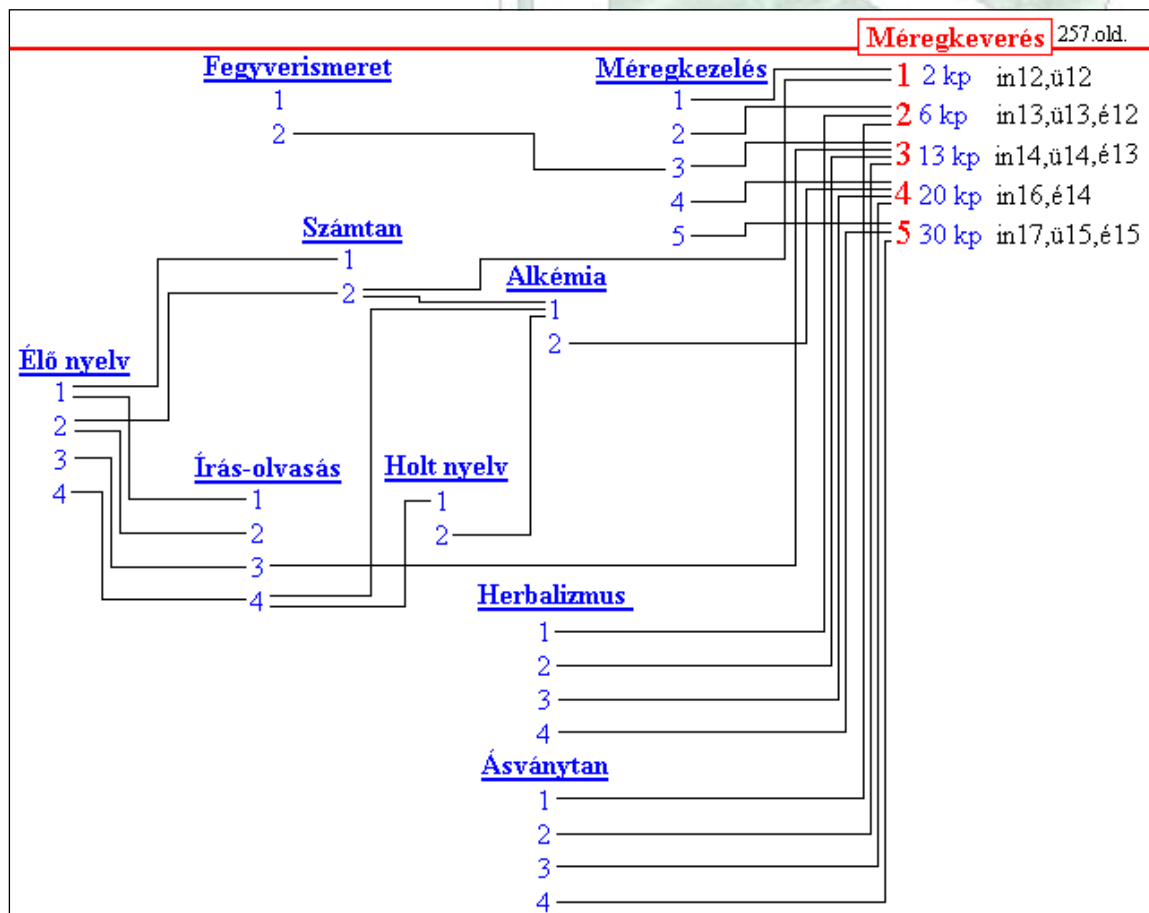 Méregkeverés 257.old.
Fegyverismeret
1
2
Méregkezelés
1
2
3
4
5
1 2 kp in12,ü12
2 6 kp in13,ü13,é12
3 13 kp in14,ü14,é13
4 20 kp in16,é14
5 30 kp in17,ü15,é15
Számtan
1
2
Alkémia
1
2
Élő nyelv
1
2
3
4
Írás-olvasás
1
2
3
4
Holt nyelv
1
2
Herbalizmus
1
2
3
4
Ásványtan
1
2
3
4